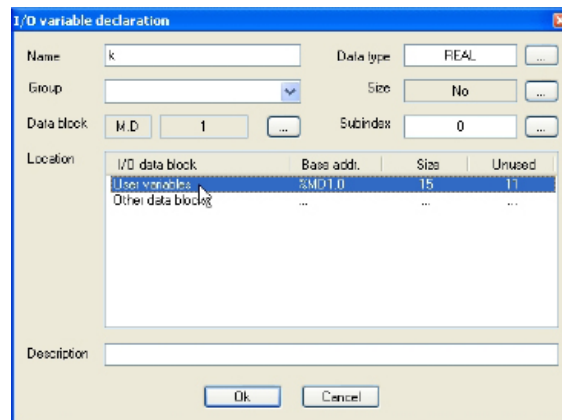 I/O variable declaration
Name k Data type REAL ...
Group Size No
Data block M.D 1 ... Subindex 0 ...
Location
I/O data block Base addr. Size Unused
User variables %MD1.0 15 11
Other data blocks ... ... ...
Description
Ok Cancel